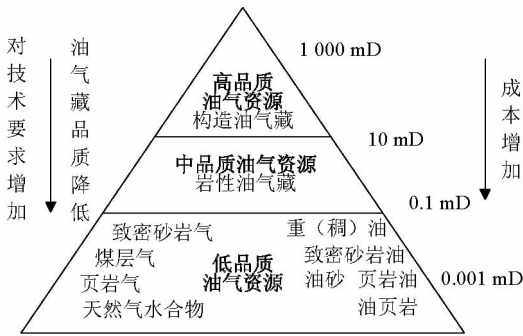 对技术要求增加
油气藏品质降低
1 000 mD
高品质
油气资源
构造油气藏
10 mD
中品质油气资源
岩性油气藏
0.1 mD
成本增加
致密砂岩气
重（稠）油
煤层气
低品质
油气资源
致密砂岩油
页岩气
油砂 页岩油
0.001 mD
天然气水合物
油页岩